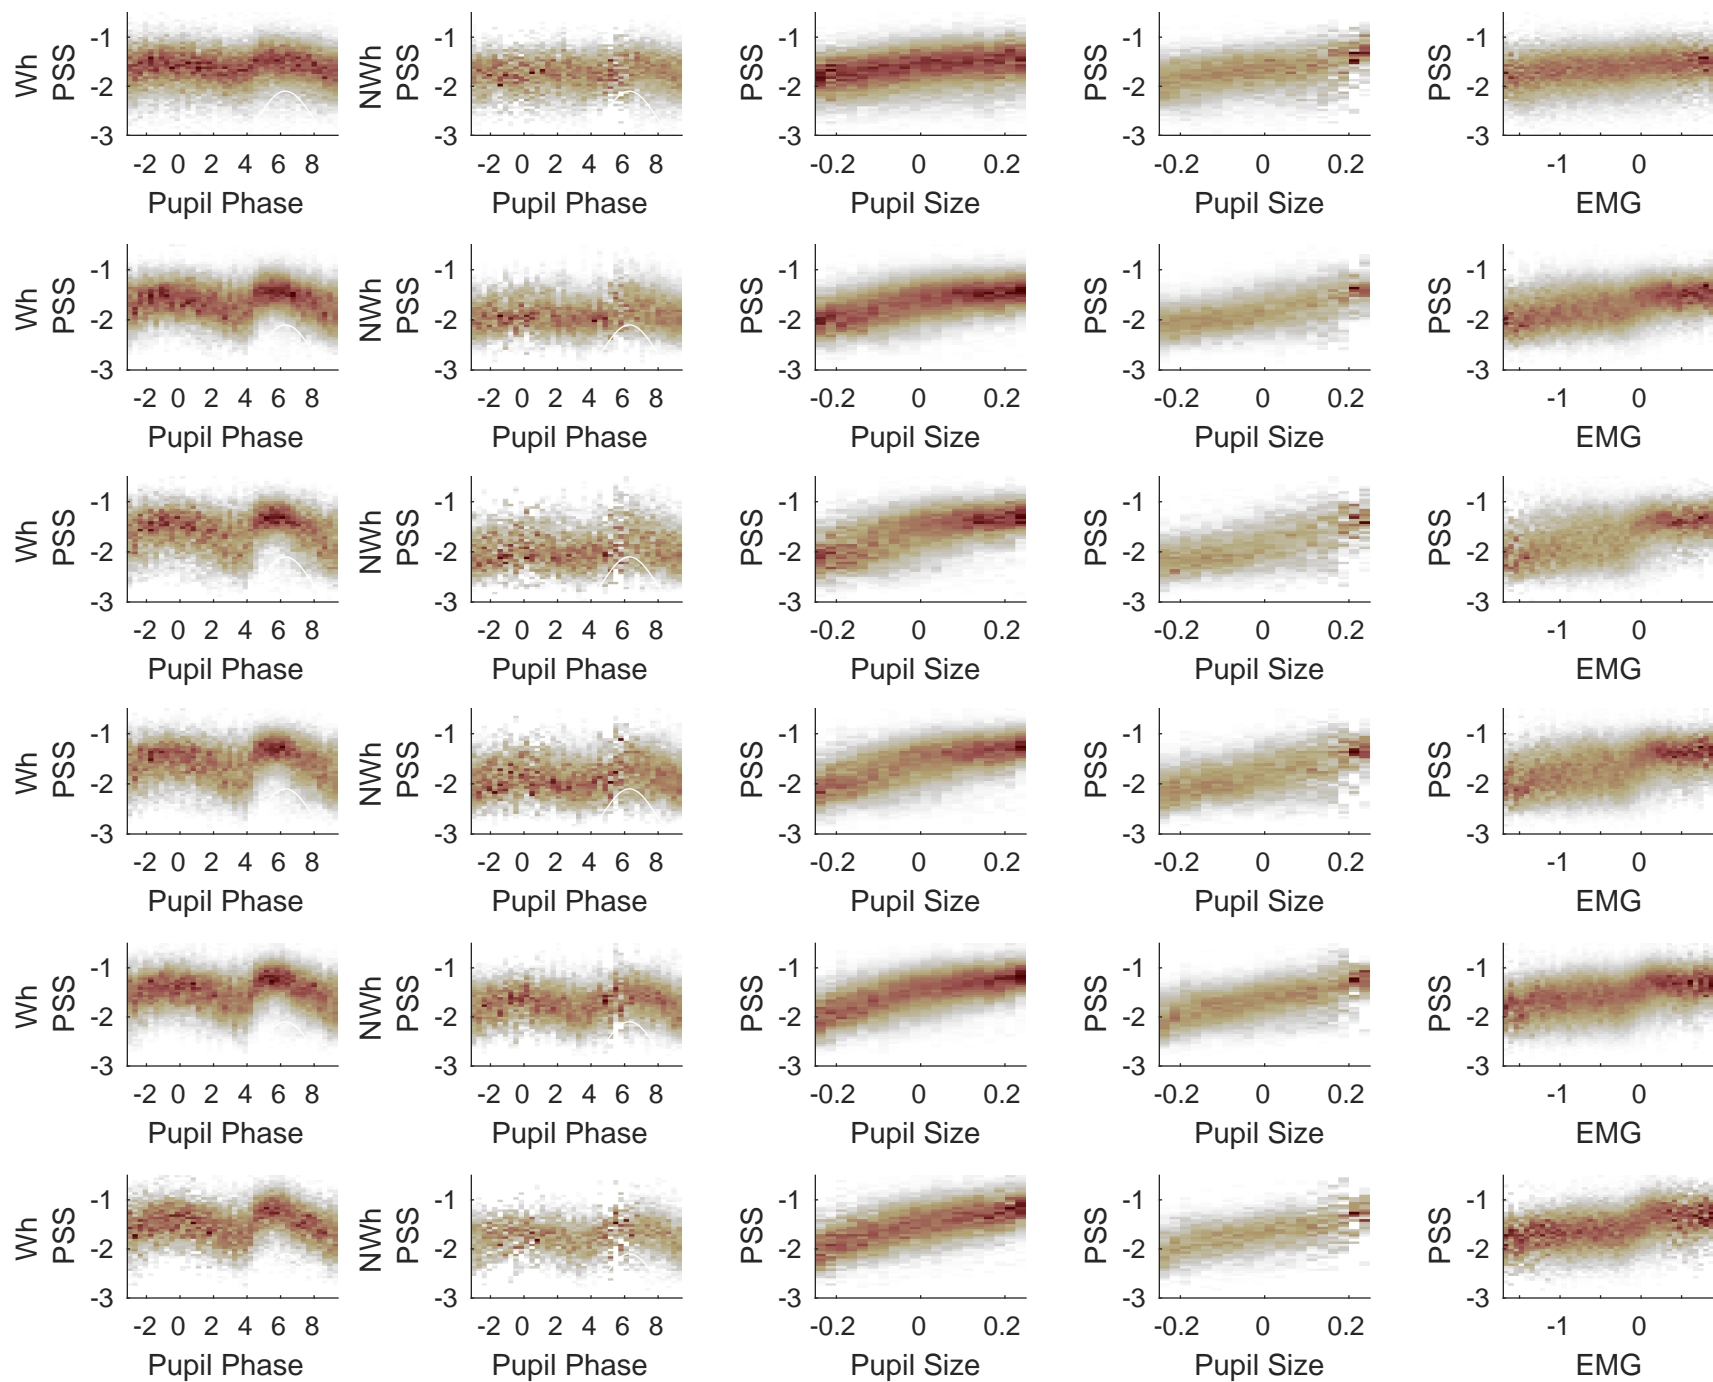 Wh PSS -1 -2 -3 NWh PSS -1 -2 -3 PSS -1 -2 -3 PSS -1 -2 -3 -1 -2 -3
-2 0 2 4 6 8 -2 0 2 4 6 8 -0.2 0 0.2 -0.2 0 0.2 -1 0
Pupil Phase Pupil Phase Pupil Size Pupil Size EMG
Wh PSS -1 -2 -3 NWh PSS -1 -2 -3 PSS -1 -2 -3 PSS -1 -2 -3 PSS -1 -2 -3
-2 0 2 4 6 8 -2 0 2 4 6 8 -0.2 0 0.2 -0.2 0 0.2 -1 0
Pupil Phase Pupil Phase Pupil Size Pupil Size EMG
Wh PSS -1 -2 -3 NWh PSS -1 -2 -3 PSS -1 -2 -3 PSS -1 -2 -3 PSS -1 -2 -3
-2 0 2 4 6 8 -2 0 2 4 6 8 -0.2 0 0.2 -0.2 0 0.2 -1 0
Pupil Phase Pupil Phase Pupil Size Pupil Size EMG
Wh PSS -1 -2 -3 NWh PSS -1 -2 -3 PSS -1 -2 -3 PSS -1 -2 -3 PSS -1 -2 -3
-2 0 2 4 6 8 -2 0 2 4 6 8 -0.2 0 0.2 -0.2 0 0.2 -1 0
Pupil Phase Pupil Phase Pupil Size Pupil Size EMG
Wh PSS -1 -2 -3 NWh PSS -1 -2 -3 PSS -1 -2 -3 PSS -1 -2 -3 PSS -1 -2 -3
-2 0 2 4 6 8 -2 0 2 4 6 8 -0.2 0 0.2 -0.2 0 0.2 -1 0
Pupil Phase Pupil Phase Pupil Size Pupil Size EMG
Wh PSS -1 -2 -3 NWh PSS -1 -2 -3 PSS -1 -2 -3 PSS -1 -2 -3 PSS -1 -2 -3
-2 0 2 4 6 8 -2 0 2 4 6 8 -0.2 0 0.2 -0.2 0 0.2 -1 0
Pupil Phase Pupil Phase Pupil Size Pupil Size EMG